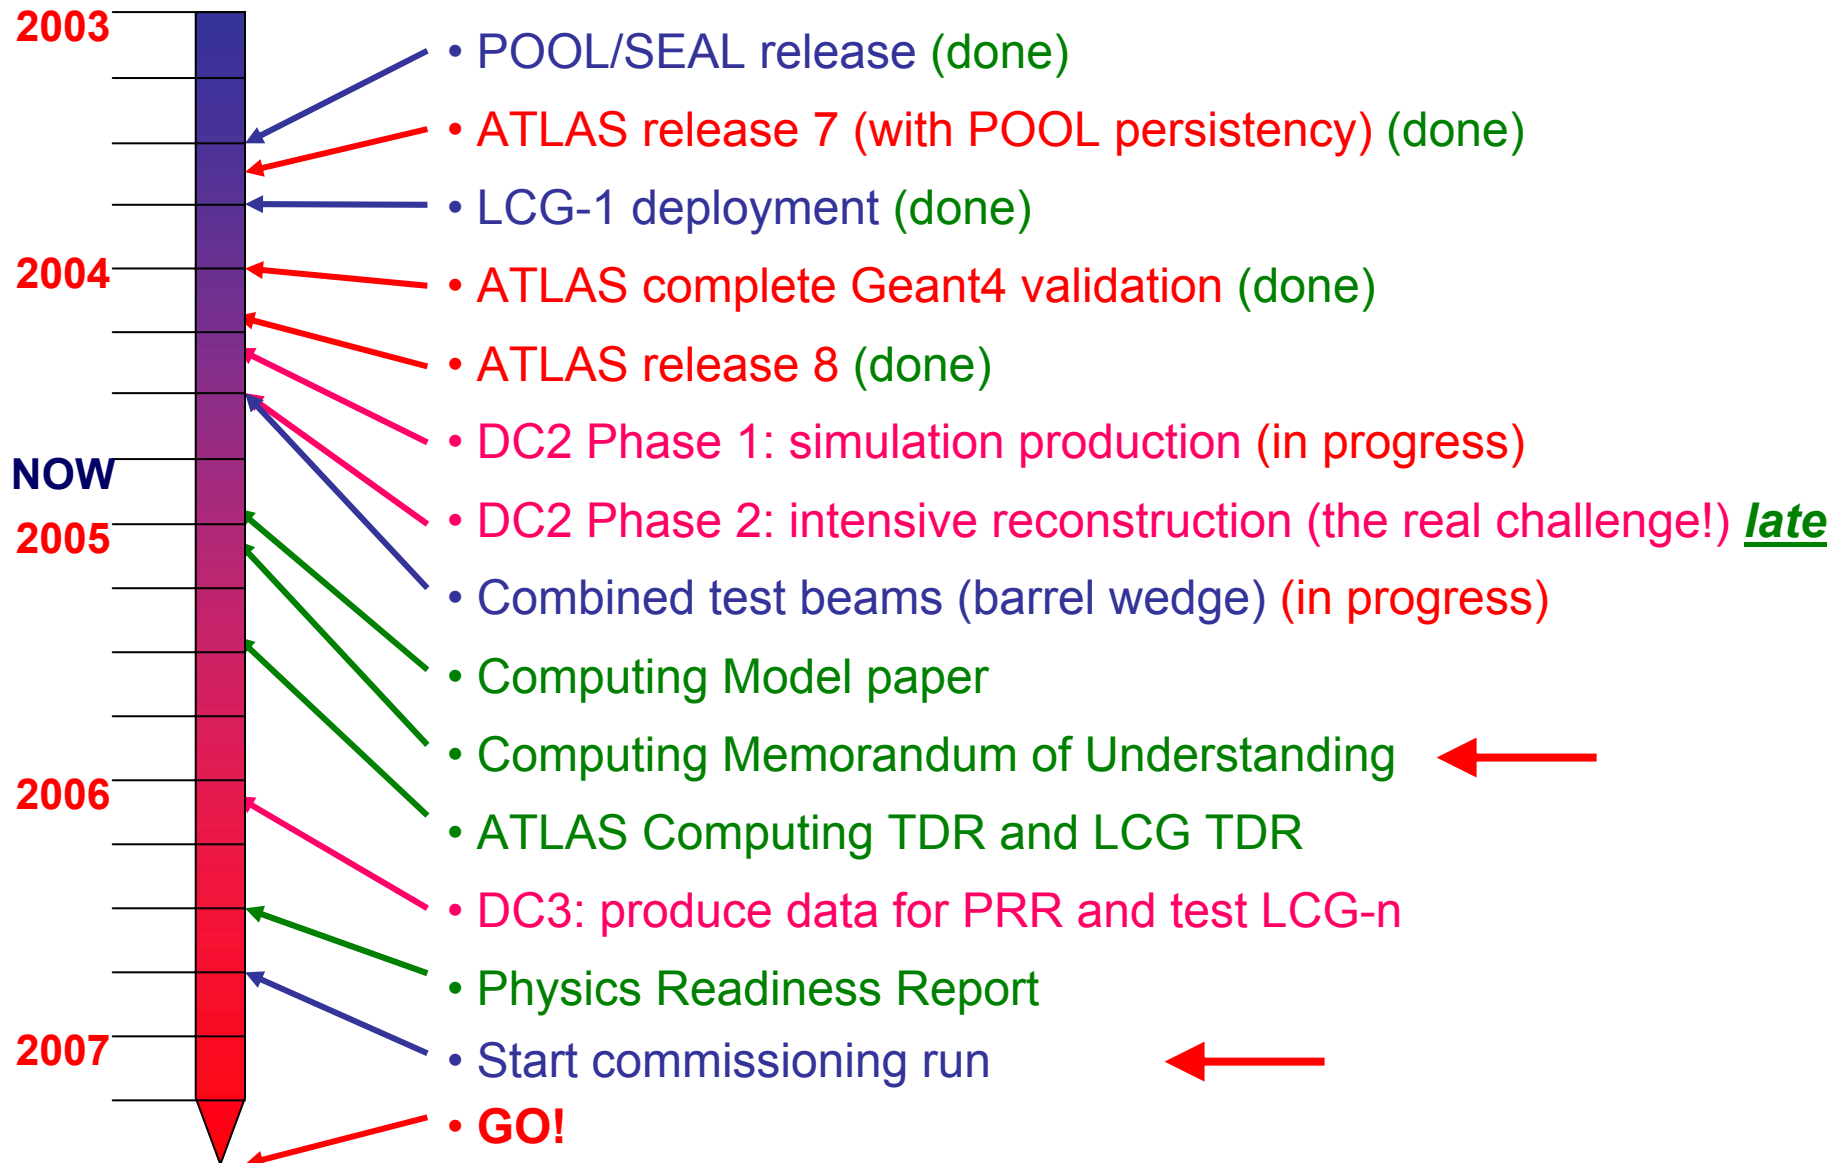 2003
• POOL/SEAL release (done)
• ATLAS release 7 (with POOL persistency) (done)
• LCG-1 deployment (done)
2004
• ATLAS complete Geant4 validation (done)
• ATLAS release 8 (done)
• DC2 Phase 1: simulation production (in progress)
NOW
• DC2 Phase 2: intensive reconstruction (the real challenge!) late
2005
• Combined test beams (barrel wedge) (in progress)
• Computing Model paper
• Computing Memorandum of Understanding
2006
• ATLAS Computing TDR and LCG TDR
• DC3: produce data for PRR and test LCG-n
• Physics Readiness Report
2007
• Start commissioning run
• GO!